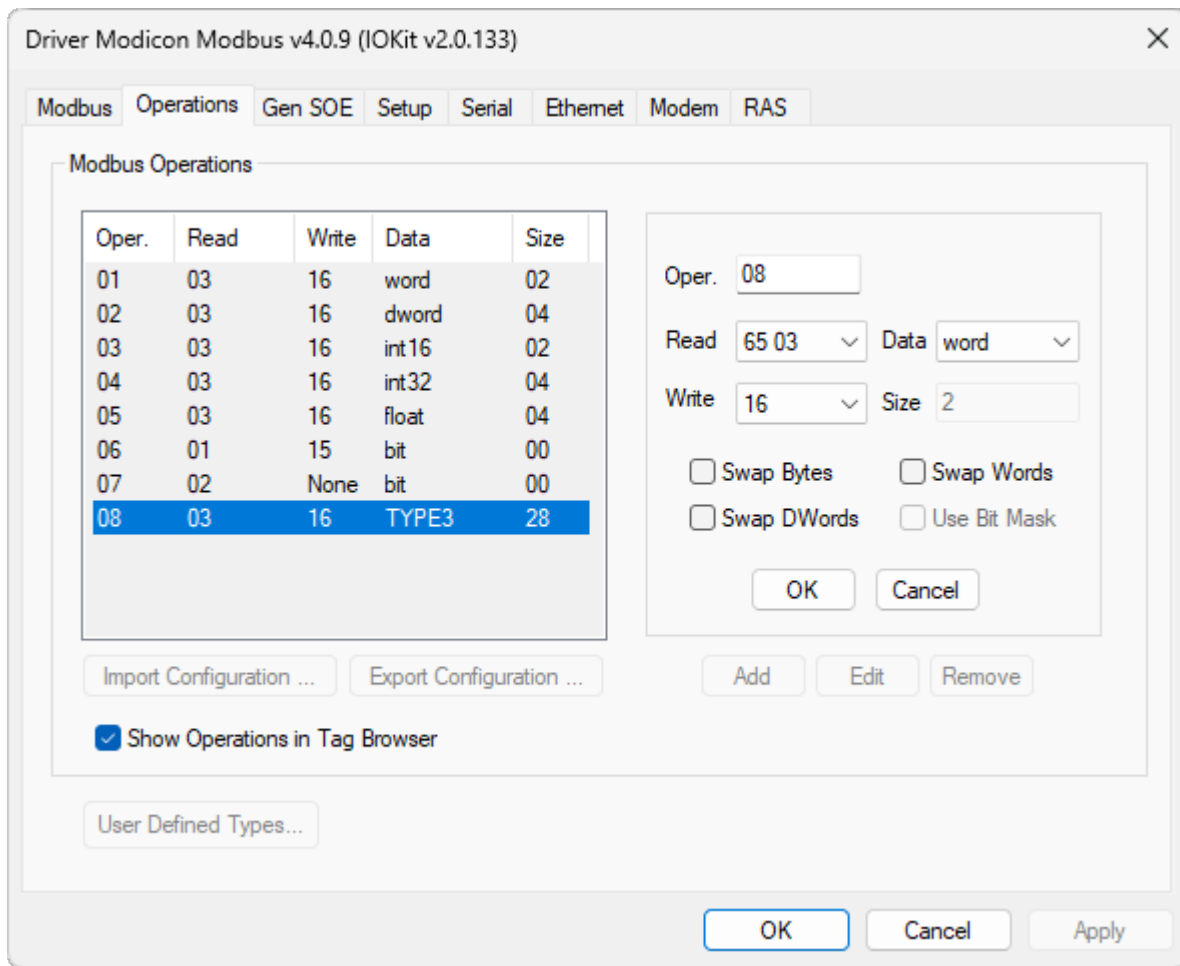 Driver Modicon Modbus v4.0.9 (IOKit v2.0.133)
Modbus Operations Gen SOE Setup Serial Ethernet Modem RAS
Modbus Operations
Oper. Read Write Data Size
01 03 16 word 02
02 03 16 dword 04
03 03 16 int16 02
04 03 16 int32 04
05 03 16 float 04
06 01 15 bit 00
07 02 None bit 00
08 03 16 TYPE3 28
Oper. 08
Read 65 03 Data word
Write 16 Size 2
Swap Bytes Swap Words
Swap DWords Use Bit Mask
OK Cancel
Import Configuration ... Export Configuration ... Add Edit Remove
Show Operations in Tag Browser
User Defined Types...
OK Cancel Apply